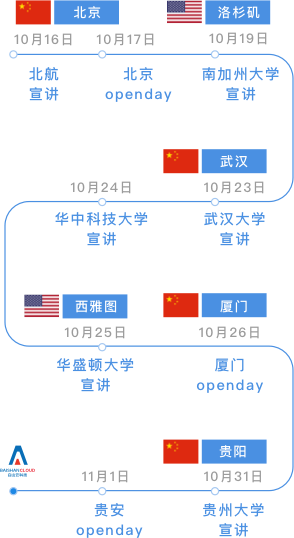 北京
洛杉矶
10月16日
10月17日
10月19日
北航
宣讲
北京
openday
南加州大学
宣讲
武汉
10月24日
10月23日
华中科技大学
宣讲
武汉大学
宣讲
西雅图
厦门
10月25日
10月26日
华盛顿大学
宣讲
厦门
openday
贵阳
BAISHANCLOUD
11月1日
10月31日
贵安
openday
贵州大学
宣讲